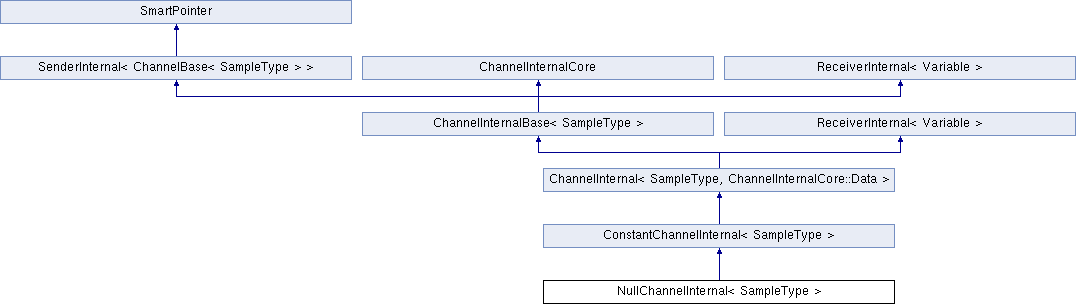 SmartPointer
SenderInternal< ChannelBase< SampleType > >
ChannelInternalCore
ReceiverInternal< Variable >
ChannelInternalBase< SampleType >
ReceiverInternal< Variable >
ChannelInternal< SampleType, ChannelInternalCore::Data >
ConstantChannelInternal< SampleType >
NullChannelInternal< SampleType >